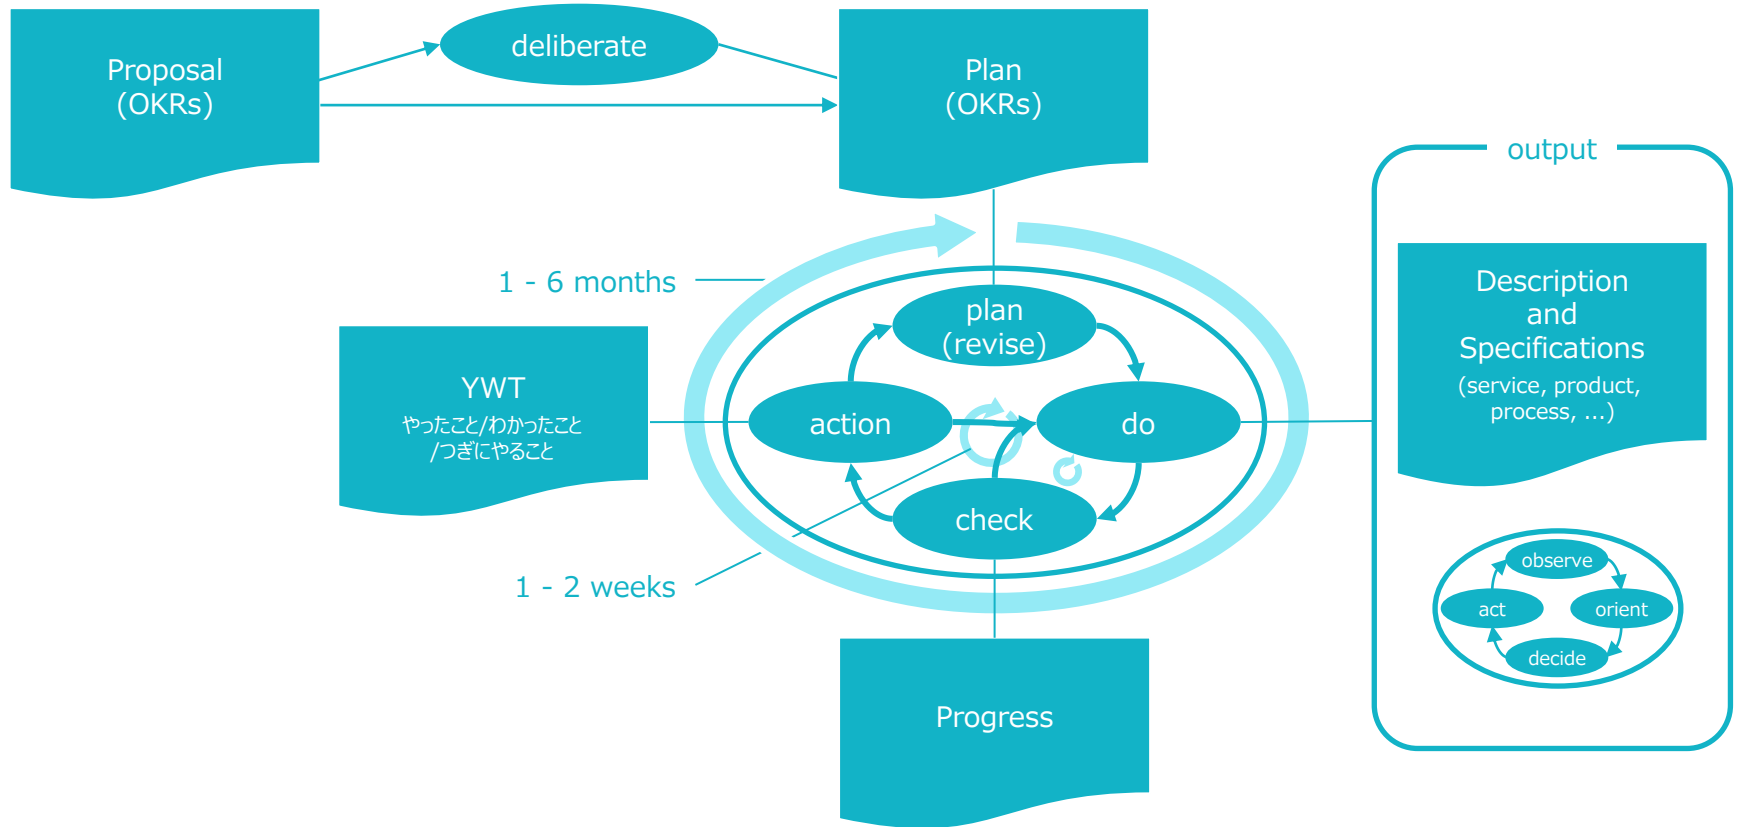 Proposal
(OKRs)
deliberate
Plan
(OKRs)
output
1 - 6 months
plan
(revise)
Description
and
Specifications
(service, product,
process, ...)
YWT
やったこと/わかったこと
/つぎにやること
action
do
check
1 - 2 weeks
observe
act
orient
decide
Progress